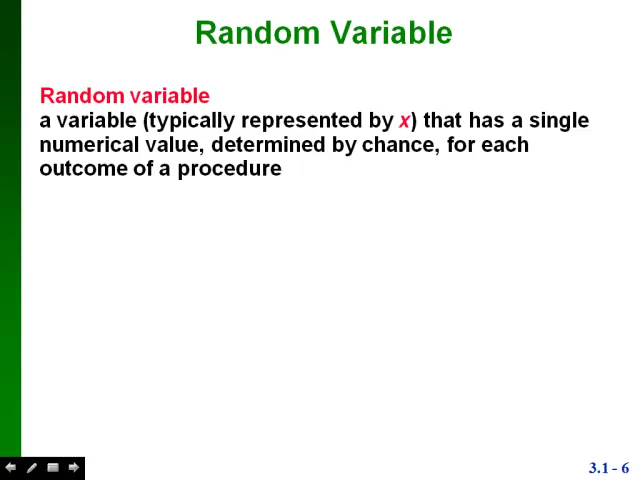 Random Variable
Random variable
a variable (typically represented by x) that has a single
numerical value, determined by chance, for each
outcome of a procedure
3.1 - 6